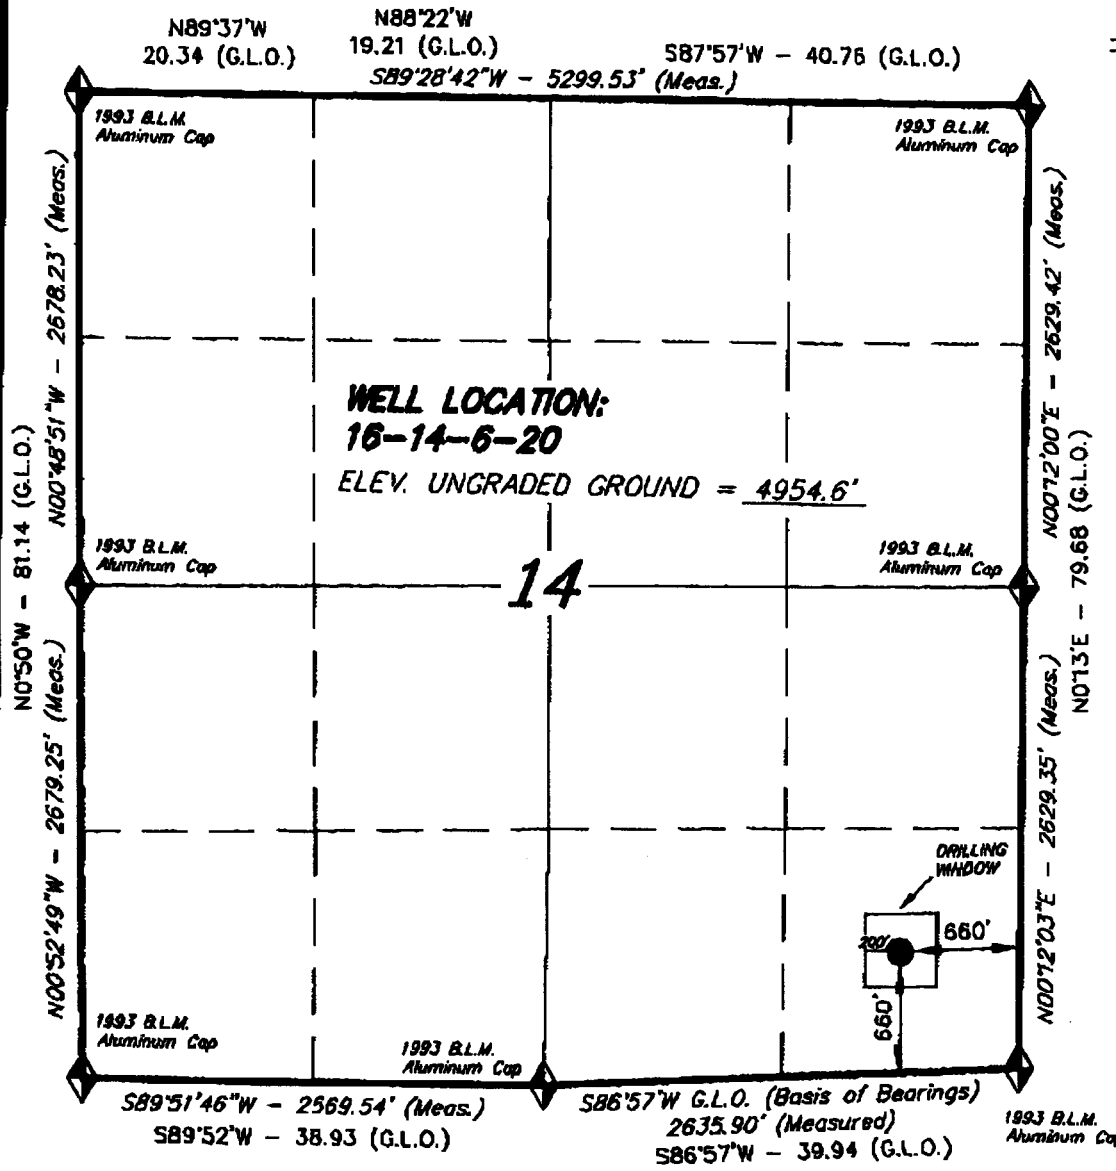 N89°37'W
20.34 (G.L.O.)
N88°22'W
19.21 (G.L.O.)
S87°57'W - 40.76 (G.L.O.)
S89°28'42"W - 5299.53' (Meas.)
1993 B.L.M.
Aluminum Cap
1993 B.L.M.
Aluminum Cap
N00°48'51"W - 2678.23' (Meas.)
N00°12'00"E - 2629.42' (Meas.)
WELL LOCATION:
16-14-6-20
ELEV. UNGRADED GROUND = 4954.6'
N0°50'W - 81.14 (G.L.O.)
N0°13'E - 79.68 (G.L.O.)
1993 B.L.M.
Aluminum Cap
14
1993 B.L.M.
Aluminum Cap
N00°52'49"W - 2679.25' (Meas.)
N00°12'03"E - 2629.35' (Meas.)
DRILLING
WINDOW
200'
660'
660'
1993 B.L.M.
Aluminum Cap
1993 B.L.M.
Aluminum Cap
S89°51'46"W - 2569.54' (Meas.)
S89°52'W - 38.93 (G.L.O.)
S86°57'W G.L.O. (Basis of Bearings)
2635.90' (Measured)
S86°57'W - 39.94 (G.L.O.)
1993 B.L.M.
Aluminum Ca